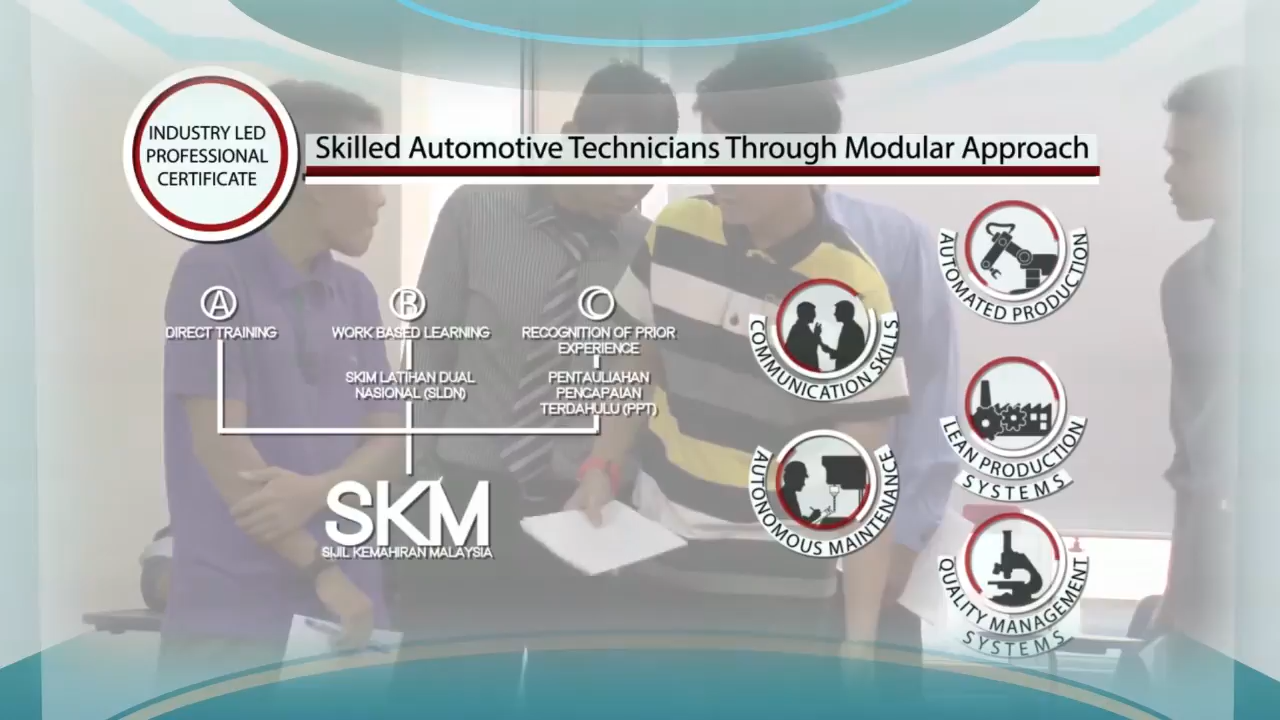 INDUSTRY LED
PROFESSIONAL
CERTIFICATE
Skilled Automotive Technicians Through Modular Approach
A
DIRECT TRAINING
B
WORK BASED LEARNING
SKIM LATIHAN DUAL
NASIONAL (SLDN)
C
RECOGNITION OF PRIOR
EXPERIENCE
PENTAULIAHAN
PENCAPAIAN
TERDAHULU (PPT)
SKM
SIJIL KEMAHIRAN MALAYSIA
COMMUNICATION SKILLS
AUTONOMOUS MAINTENANCE
AUTOMATED PRODUCTION
LEAN PRODUCTION
SYSTEMS
QUALITY MANAGEMENT
SYSTEMS